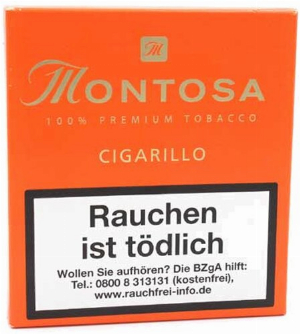 M
MONTOSA
100% PREMIUM TOBACCO
CIGARILLO
Rauchen
ist tödlich
Wollen Sie aufhören? Die BZgA hilft:
Tel.: 0800 8 313131 (kostenfrei),
www.rauchfrei-info.de